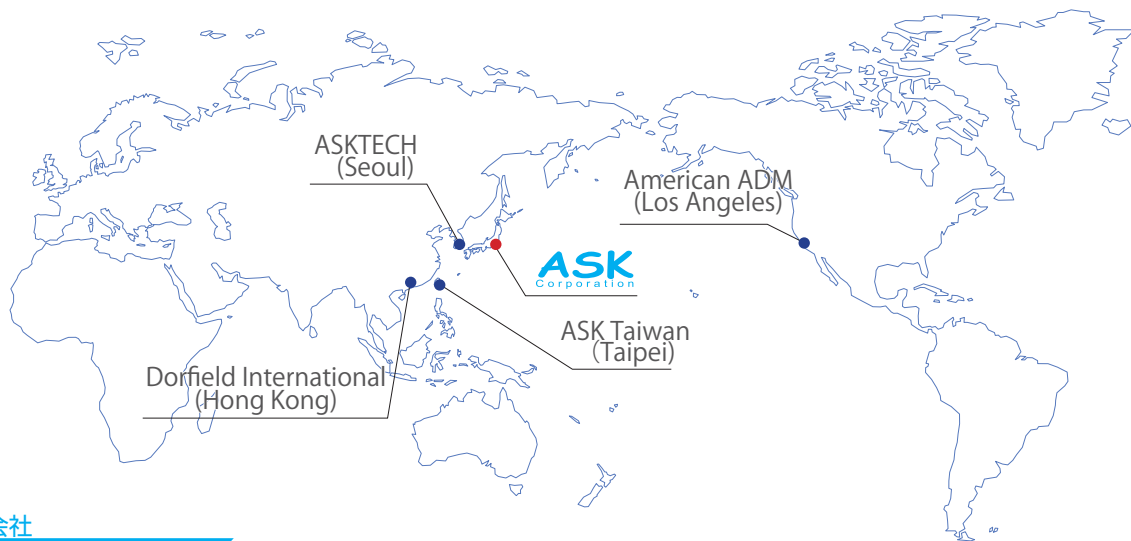 ASKTECH
(Seoul)
American ADM
(Los Angeles)
ASK
Corporation
ASK Taiwan
(Taipei)
Dorfield International
(Hong Kong)
会社